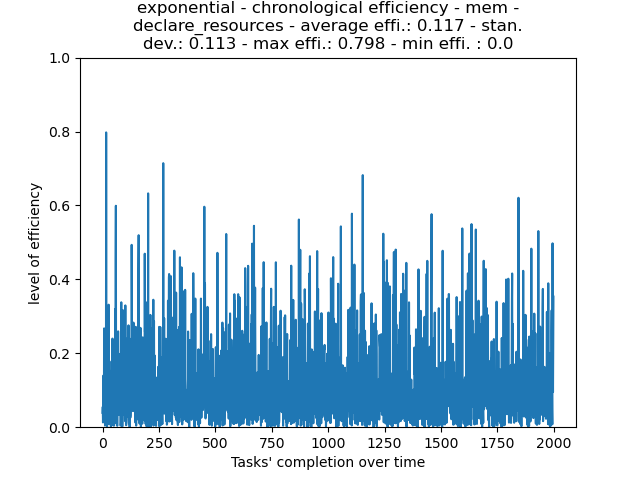 exponential - chronological efficiency - mem -
declare_resources - average effi.: 0.117 - stan.
dev.: 0.113 - max effi.: 0.798 - min effi. : 0.0
1.0
0.8
0.6
0.4
0.2
0.0
level of efficiency
0 250 500 750 1000 1250 1500 1750 2000
Tasks' completion over time